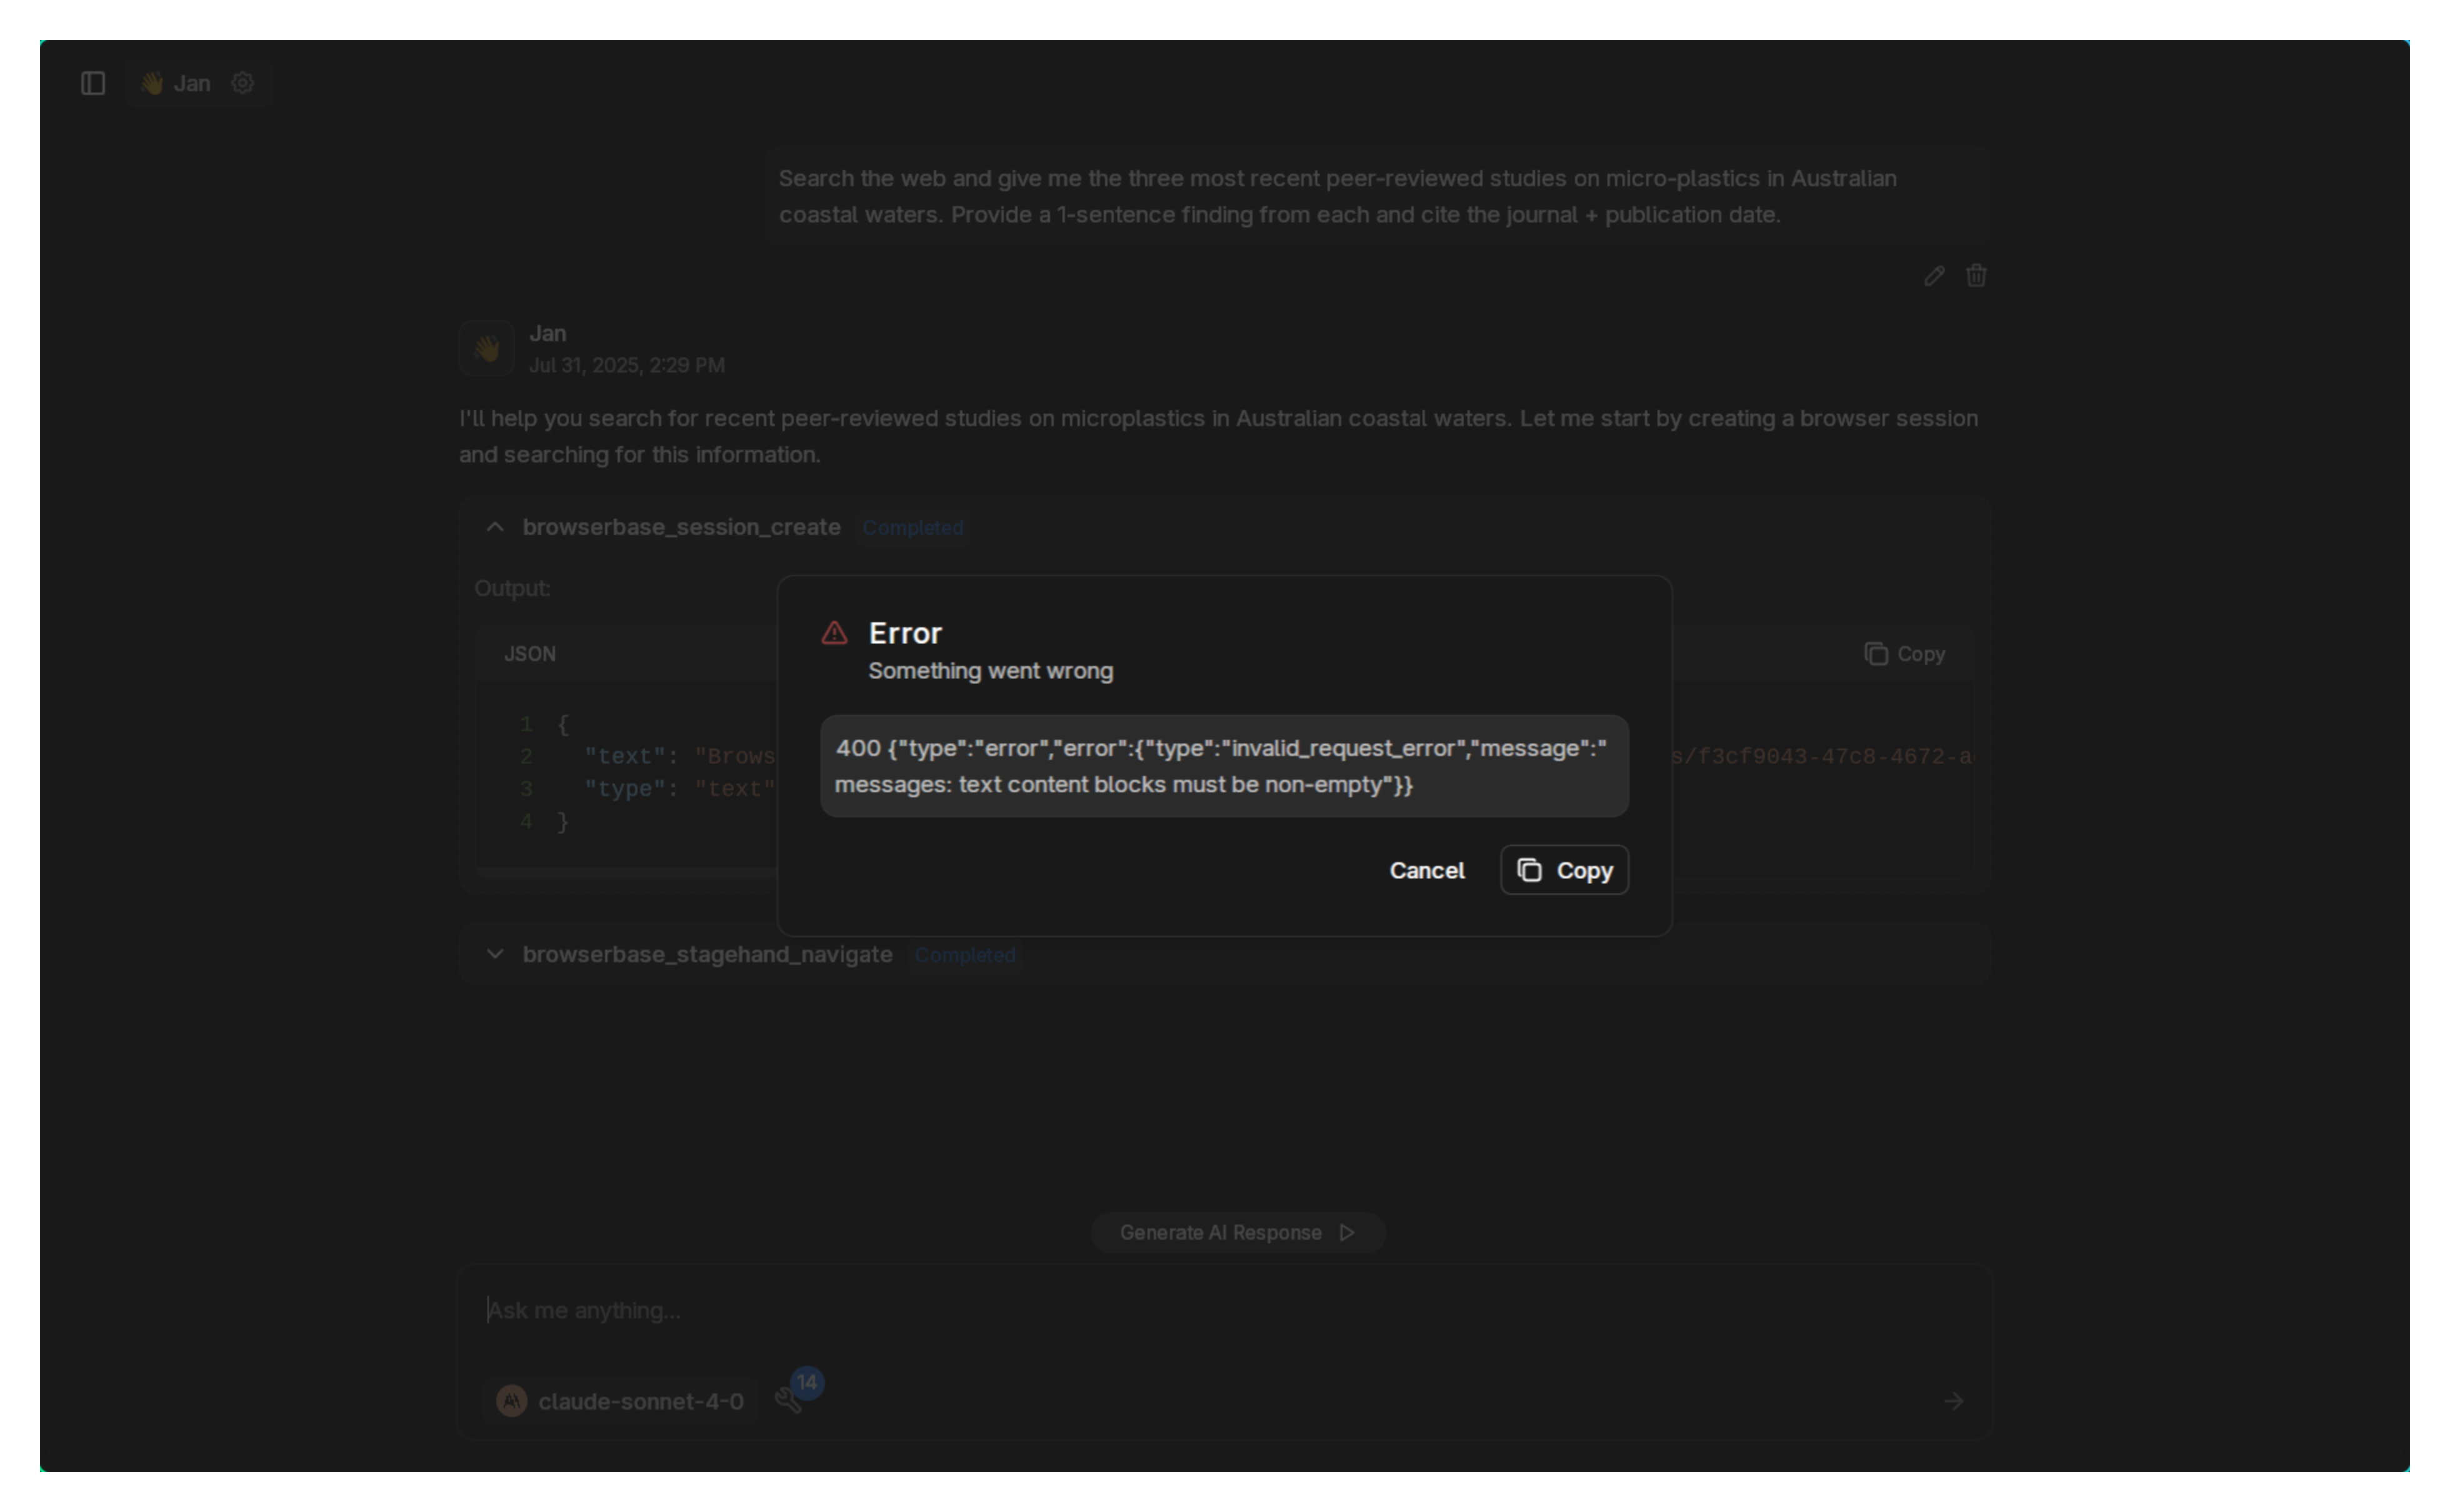 Jan
Search the web and give me the three most recent peer-reviewed studies on micro-plastics in Australian
coastal waters. Provide a 1-sentence finding from each and cite the journal + publication date.
Jan
Jul 31, 2025, 2:29 PM
I'll help you search for recent peer-reviewed studies on microplastics in Australian coastal waters. Let me start by creating a browser session
and searching for this information.
browserbase_session_create Completed
Output:
JSON
Copy
1 {
2 "text": "Brows
s/f3cf9043-47c8-4672-a
3 "type": "text"
4 }
Error
Something went wrong
400 {"type":"error","error":{"type":"invalid_request_error","message":"
messages: text content blocks must be non-empty"}}
Cancel
Copy
browserbase_stagehand_navigate Completed
Generate AI Response
Ask me anything...
claude-sonnet-4-0
14